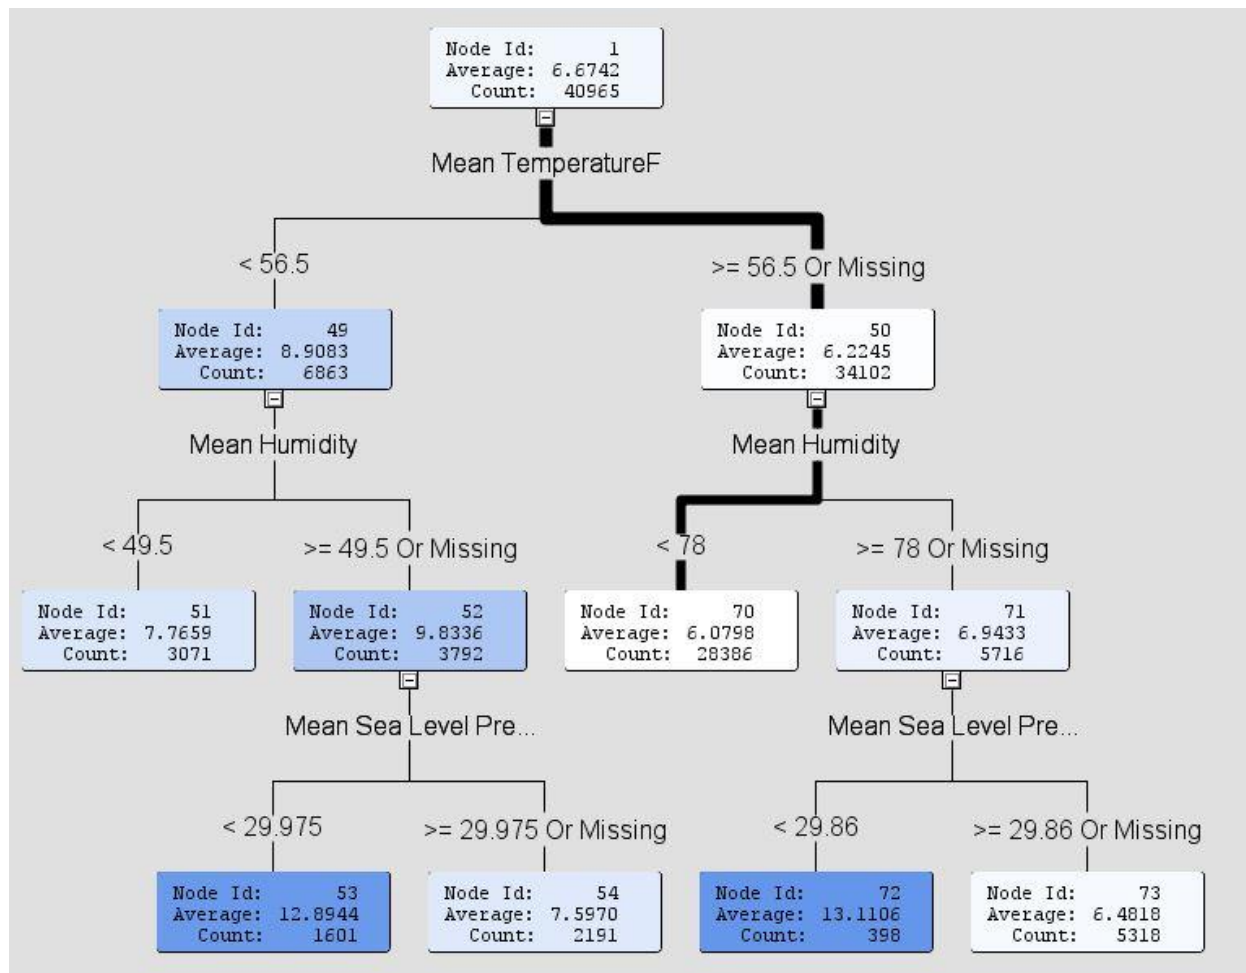 Node Id: 1
Average: 6.6742
Count: 40965
Mean TemperatureF
< 56.5
>= 56.5 Or Missing
Node Id: 49
Average: 8.9083
Count: 6863
Node Id: 50
Average: 6.2245
Count: 34102
Mean Humidity
Mean Humidity
< 49.5
>= 49.5 Or Missing
< 78
>= 78 Or Missing
Node Id: 51
Average: 7.7659
Count: 3071
Node Id: 52
Average: 9.8336
Count: 3792
Node Id: 70
Average: 6.0798
Count: 28386
Node Id: 71
Average: 6.9433
Count: 5716
Mean Sea Level Pre...
Mean Sea Level Pre...
< 29.975
>= 29.975 Or Missing
< 29.86
>= 29.86 Or Missing
Node Id: 53
Average: 12.8944
Count: 1601
Node Id: 54
Average: 7.5970
Count: 2191
Node Id: 72
Average: 13.1106
Count: 398
Node Id: 73
Average: 6.4818
Count: 5318